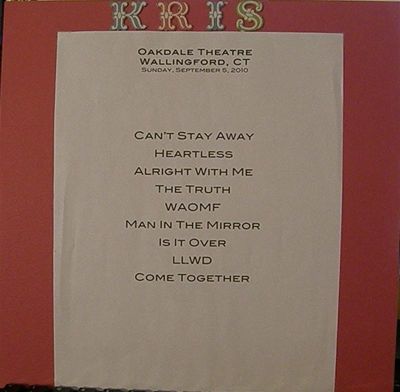 KRIS
Oakdale Theatre
Wallingford, CT
Sunday, September 5, 2010
Can't Stay Away
Heartless
Alright With Me
The Truth
WAOMF
Man In The Mirror
Is It Over
LLWD
Come Together